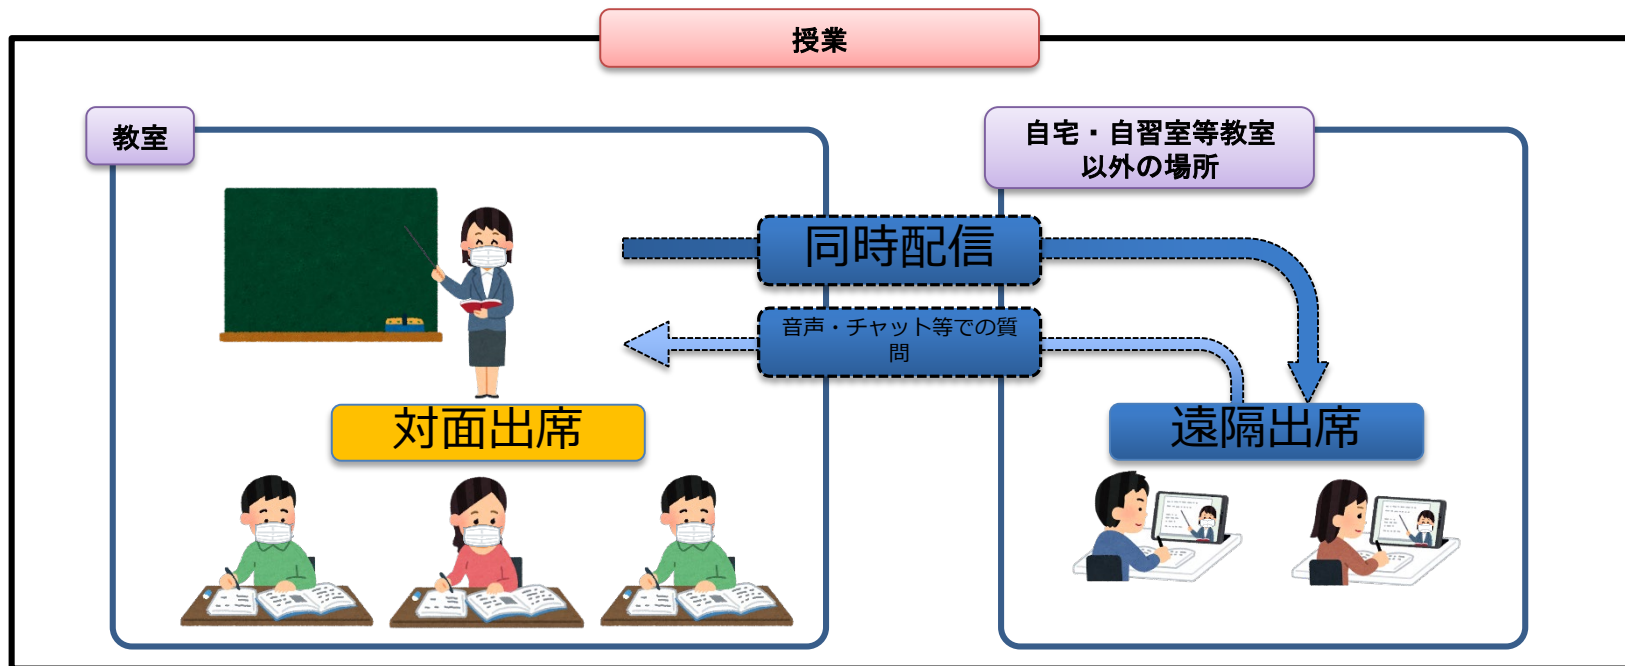 授業
教室
自宅・自習室等教室
以外の場所
同時配信
音声・チャット等での質
問
対面出席
遠隔出席